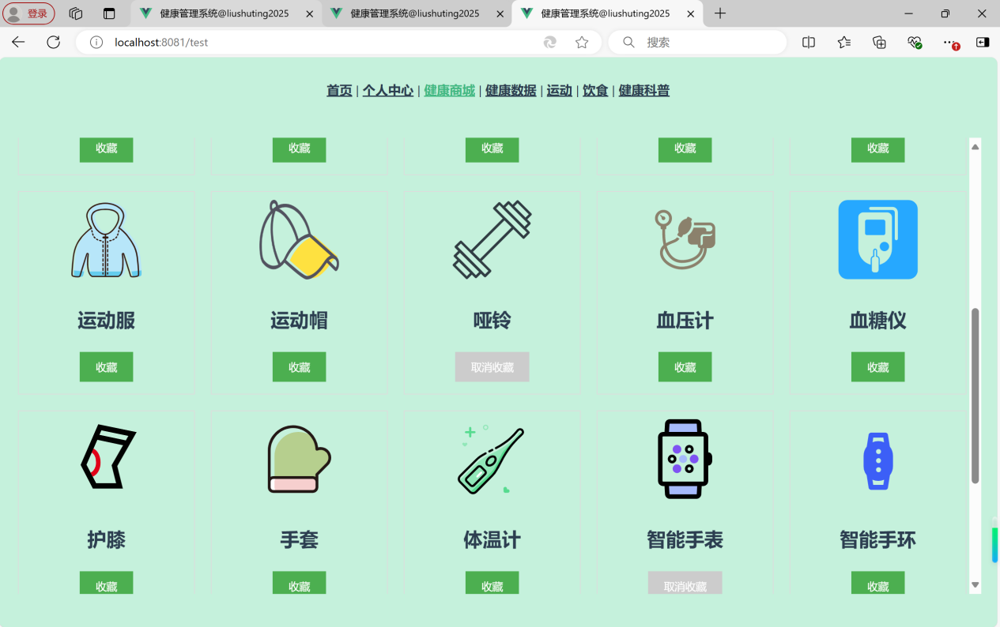 登录
健康管理系统@liushuting2025
健康管理系统@liushuting2025
健康管理系统@liushuting2025
localhost:8081/test
搜索
首页 | 个人中心 | 健康商城 | 健康数据 | 运动 | 饮食 | 健康科普
收藏 收藏 收藏 收藏 收藏
运动服 运动帽 哑铃 血压计 血糖仪
收藏 收藏 取消收藏 收藏 收藏
护膝 手套 体温计 智能手表 智能手环
收藏 收藏 收藏 取消收藏 收藏